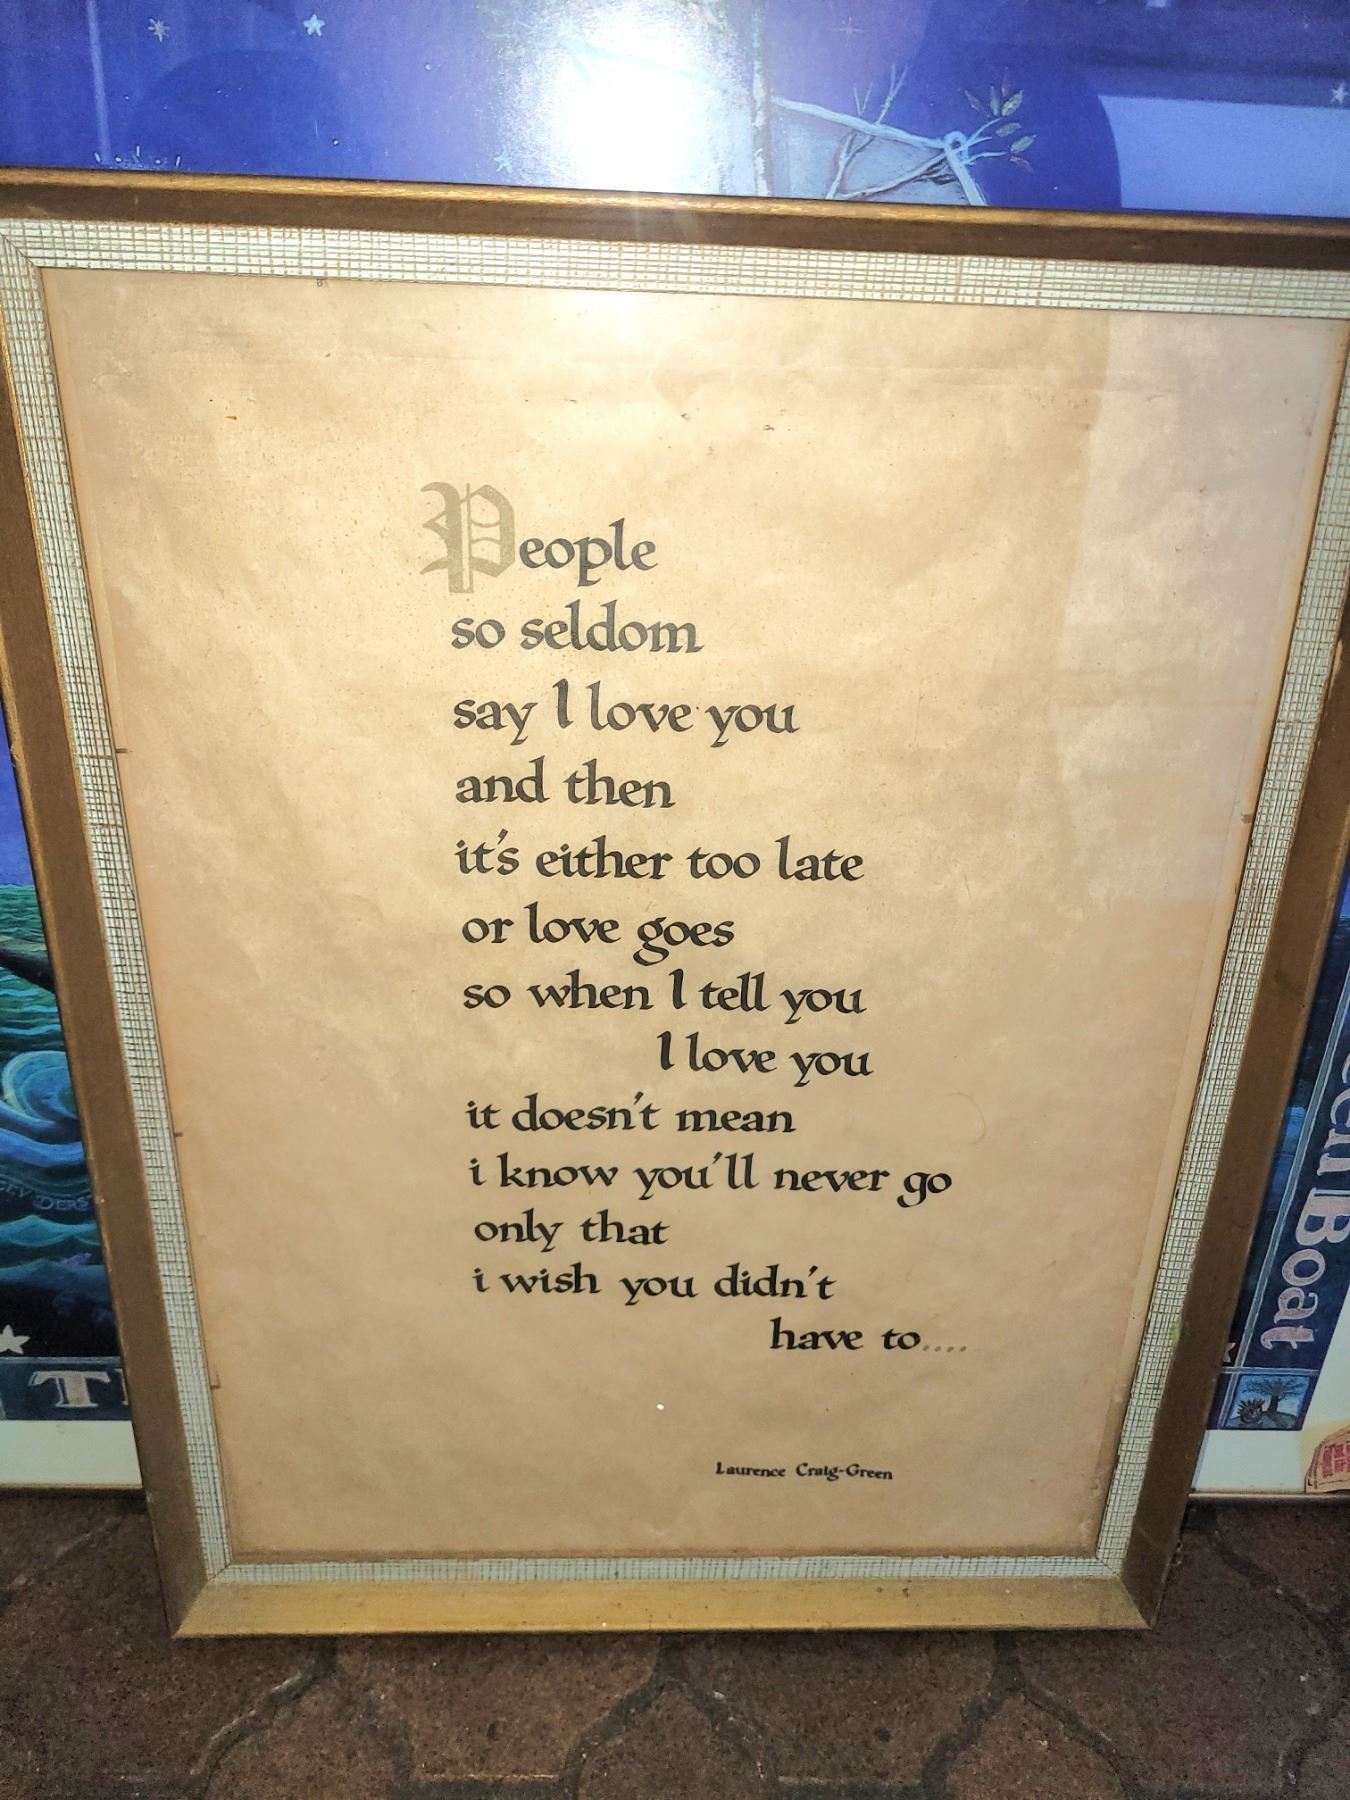 People
so seldom
say I love you
and then
it's either too late
or love goes
so when I tell you
I love you
it doesn't mean
i know you'll never go
only that
i wish you didn't
have to....
Laurence Craig-Green
Boat